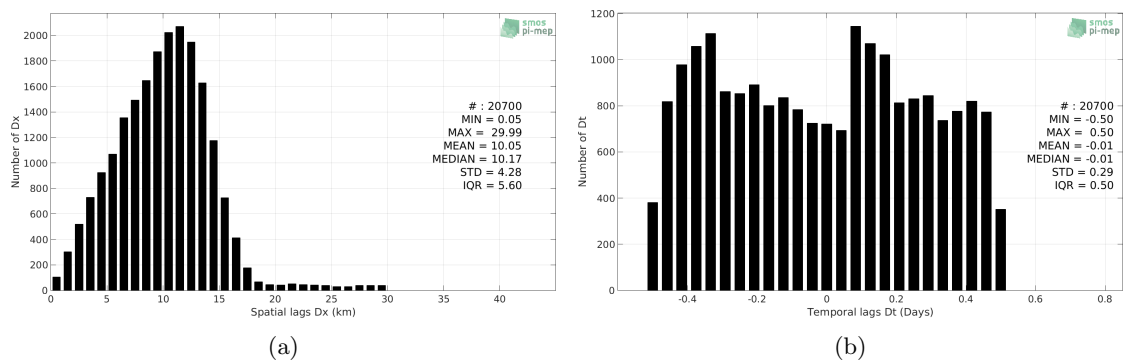 smos
pi-mep
Number of Dx
2000
1800
1600
1400
1200
1000
800
600
400
200
0
# : 20700
MIN = 0.05
MAX = 29.99
MEAN = 10.05
MEDIAN = 10.17
STD = 4.28
IQR = 5.60
0 5 10 15 20 25 30 35 40
Spatial lags Dx (km)
(a)
smos
pi-mep
Number of Dt
1200
1000
800
600
400
200
0
# : 20700
MIN = -0.50
MAX = 0.50
MEAN = -0.01
MEDIAN = -0.01
STD = 0.29
IQR = 0.50
-0.4 -0.2 0 0.2 0.4 0.6 0.8
Temporal lags Dt (Days)
(b)